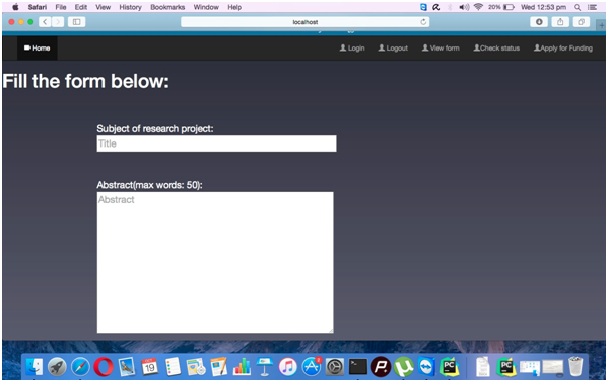 Safari File Edit View History Bookmarks Window Help 20% Wed 12:53 pm
localhost
Home Login Logout View form Check status Apply for Funding
Fill the form below:
Subject of research project:
Title
Abstract(max words: 50):
Abstract
19